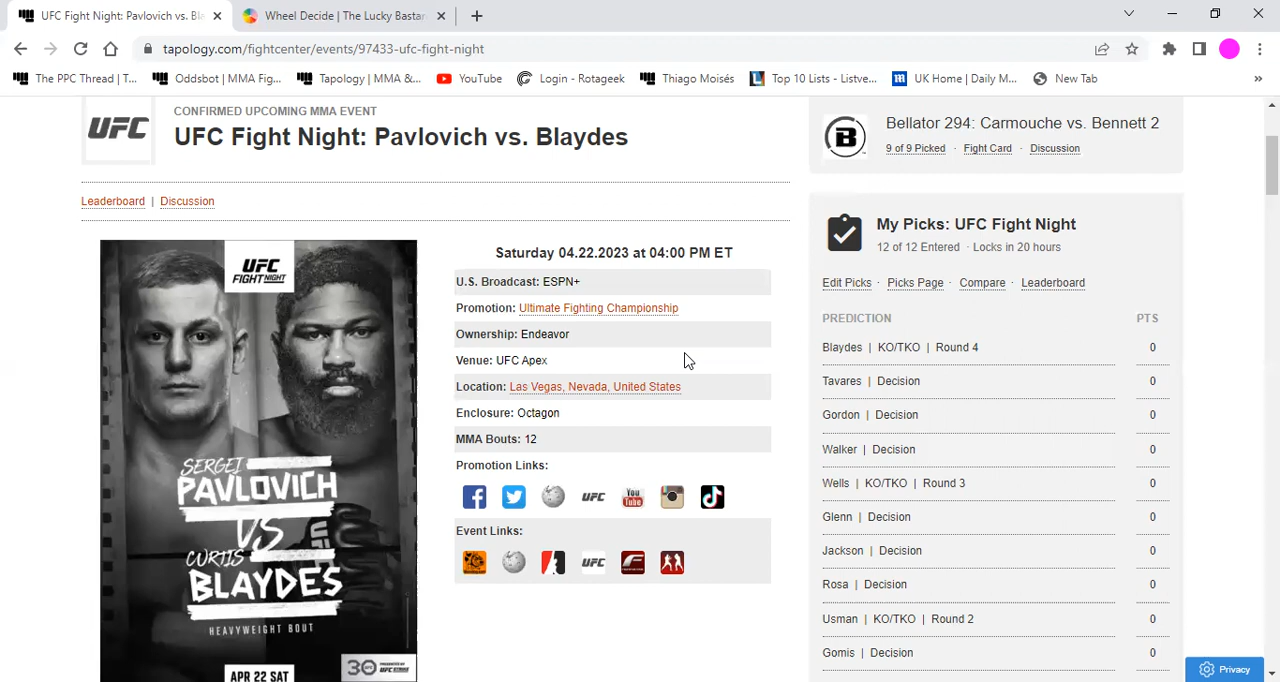 UFC Fight Night: Pavlovich vs. Bla
Wheel Decide | The Lucky Bastar
tapology.com/fightcenter/events/97433-ufc-fight-night
The PPC Thread | T...
Oddsbot | MMA Fig...
Tapology | MMA &...
YouTube
Login - Rotageek
Thiago Moisés
Top 10 Lists - Listve...
UK Home | Daily M...
New Tab
»
UFC
CONFIRMED UPCOMING MMA EVENT
UFC Fight Night: Pavlovich vs. Blaydes
Leaderboard | Discussion
UFC
FIGHT NIGHT
SERGEI
PAVLOVICH
VS
CURTIS
BLAYDES
HEAVYWEIGHT BOUT
APR 22 SAT
30
Saturday 04.22.2023 at 04:00 PM ET
U.S. Broadcast: ESPN+
Promotion: Ultimate Fighting Championship
Ownership: Endeavor
Venue: UFC Apex
Location: Las Vegas, Nevada, United States
Enclosure: Octagon
MMA Bouts: 12
Promotion Links:
UFC
You
Tube
Event Links:
UFC
B
Bellator 294: Carmouche vs. Bennett 2
9 of 9 Picked · Fight Card · Discussion
My Picks: UFC Fight Night
12 of 12 Entered · Locks in 20 hours
Edit Picks · Picks Page · Compare · Leaderboard
PREDICTION PTS
Blaydes | KO/TKO | Round 4 0
Tavares | Decision 0
Gordon | Decision 0
Walker | Decision 0
Wells | KO/TKO | Round 3 0
Glenn | Decision 0
Jackson | Decision 0
Rosa | Decision 0
Usman | KO/TKO | Round 2 0
Gomis | Decision 0
Privacy